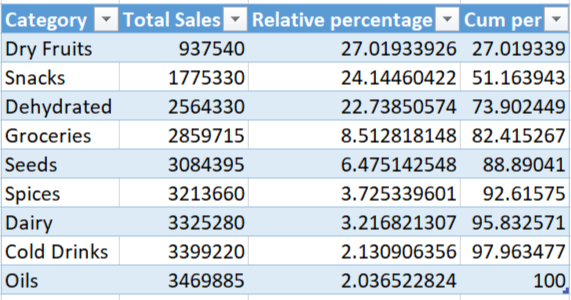 Category Total Sales Relative percentage Cum per
Dry Fruits 937540 27.01933926 27.019339
Snacks 1775330 24.14460422 51.163943
Dehydrated 2564330 22.73850574 73.902449
Groceries 2859715 8.512818148 82.415267
Seeds 3084395 6.475142548 88.89041
Spices 3213660 3.725339601 92.61575
Dairy 3325280 3.216821307 95.832571
Cold Drinks 3399220 2.130906356 97.963477
Oils 3469885 2.036522824 100